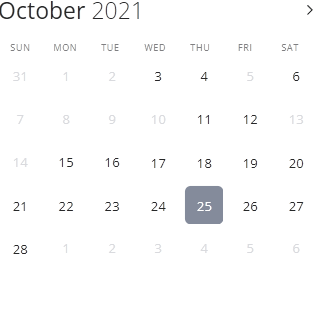 October 2021
SUN MON TUE WED THU FRI SAT
31 1 2 3 4 5 6
7 8 9 10 11 12 13
14 15 16 17 18 19 20
21 22 23 24 25 26 27
28 1 2 3 4 5 6